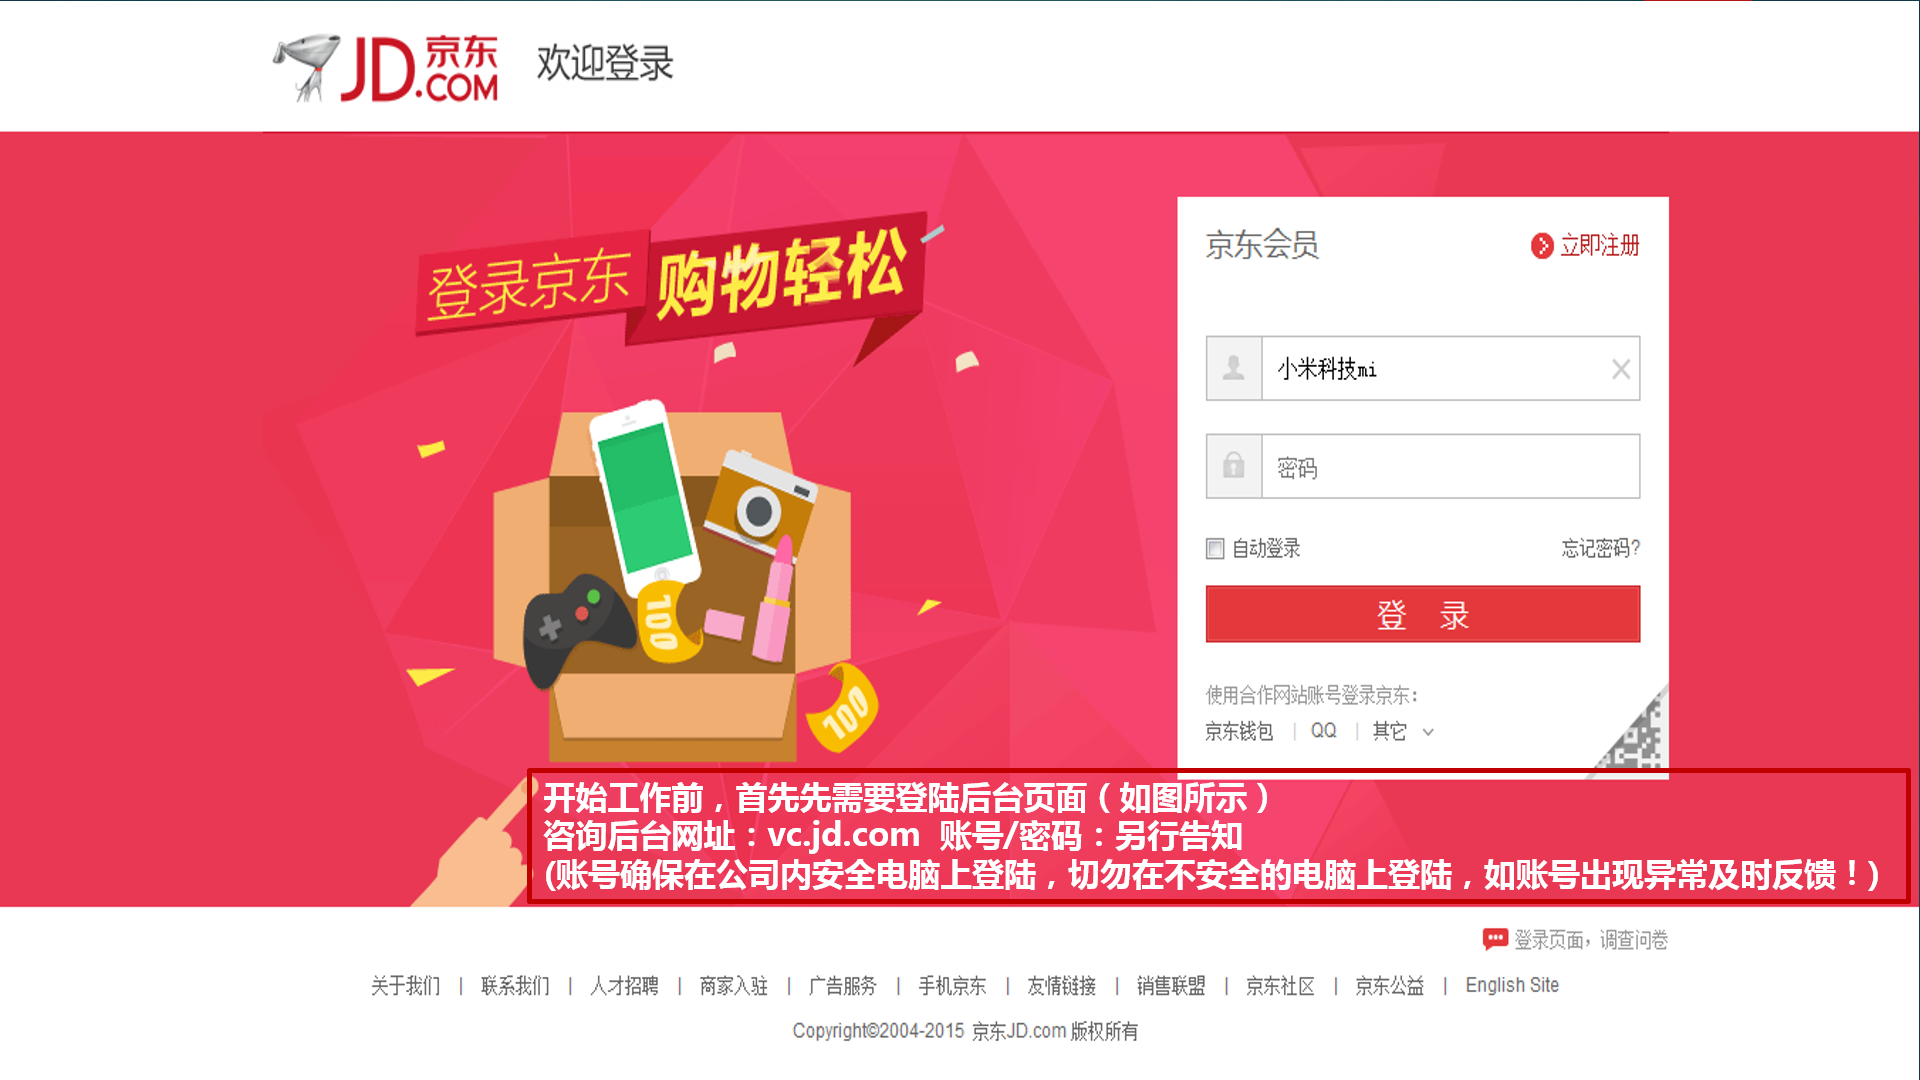 JD.COM 京东 欢迎登录
登录京东 购物轻松
京东会员 立即注册
小米科技mi
密码
自动登录 忘记密码?
登 录
使用合作网站账号登录京东：
京东钱包 | QQ | 其它
100
100
开始工作前，首先先需要登陆后台页面（如图所示）
咨询后台网址：vc.jd.com 账号/密码：另行告知
(账号确保在公司内安全电脑上登陆，切勿在不安全的电脑上登陆，如账号出现异常及时反馈！)
登录页面，调查问卷
关于我们 | 联系我们 | 人才招聘 | 商家入驻 | 广告服务 | 手机京东 | 友情链接 | 销售联盟 | 京东社区 | 京东公益 | English Site
Copyright©2004-2015 京东JD.com 版权所有